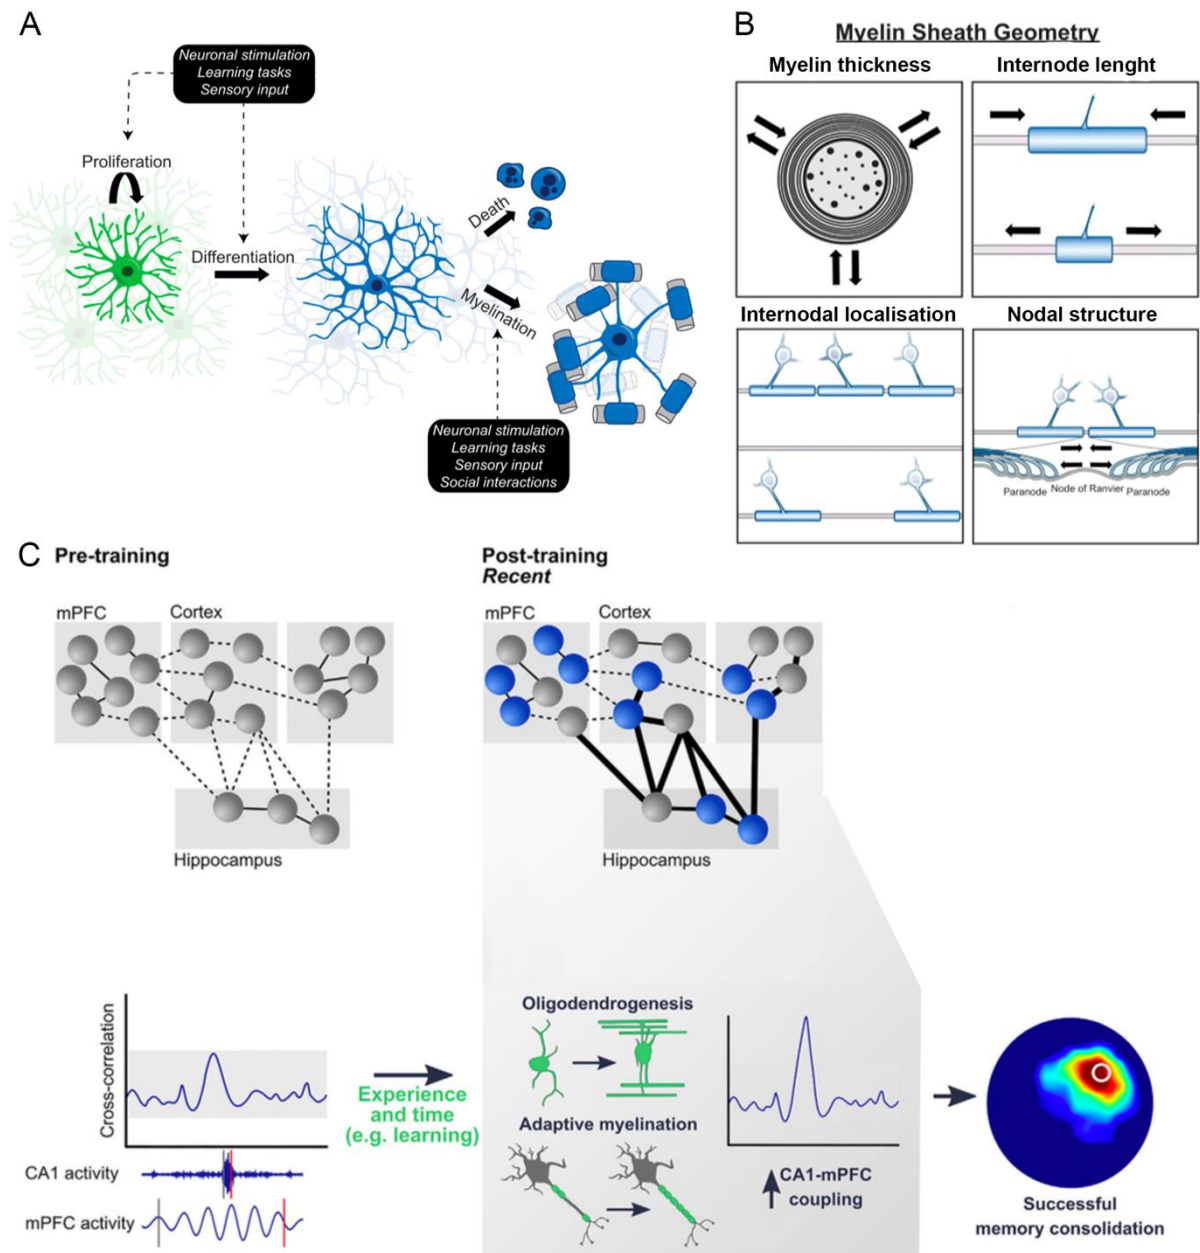 A
Neuronal stimulation
Learning tasks
Sensory input
Proliferation
Differentiation
Death
Myelination
Neuronal stimulation
Learning tasks
Sensory input
Social interactions
B
Myelin Sheath Geometry
Myelin thickness
Internode lenght
Internodal localisation
Nodal structure
Paranode
Node of Ranvier
Paranode
C
Pre-training
mPFC
Cortex
Hippocampus
Post-training
Recent
mPFC
Cortex
Hippocampus
Cross-correlation
CA1 activity
mPFC activity
Experience
and time
(e.g. learning)
Oligodendrogenesis
Adaptive myelination
CA1-mPFC
coupling
Successful
memory consolidation